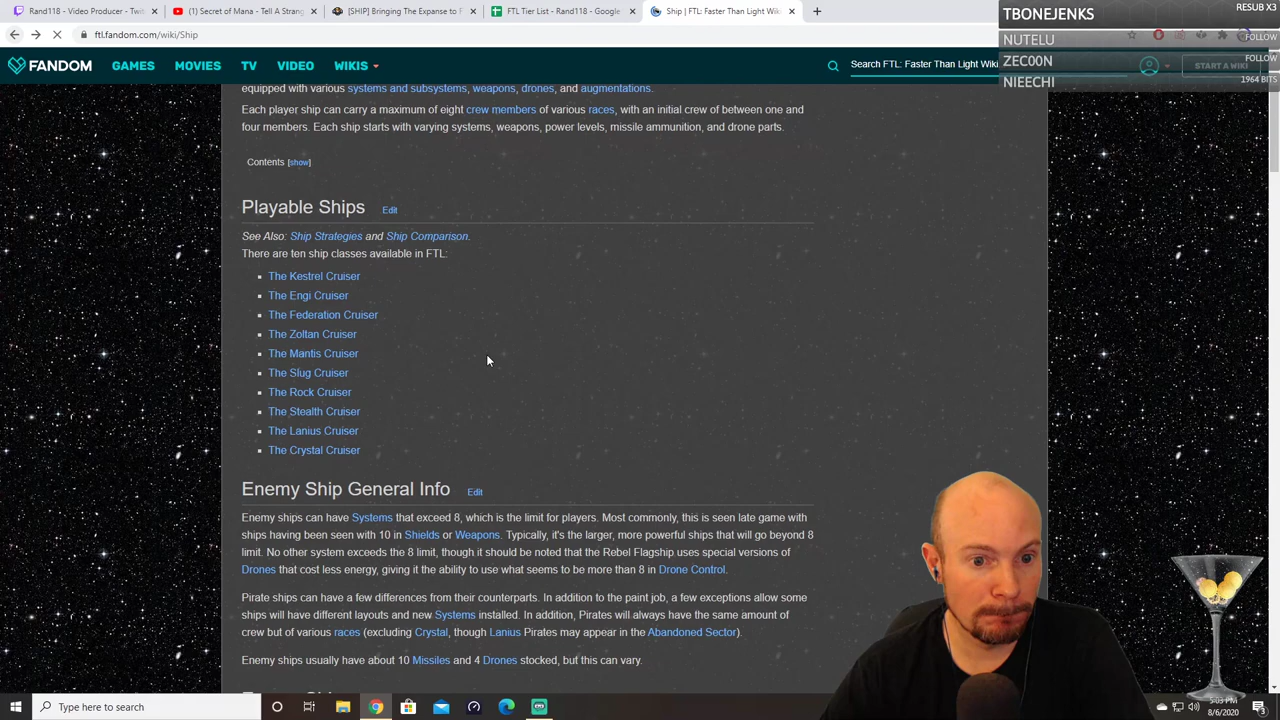 Rand118 - Video Producer - Twit
(1) Secret of Mana - Tell A Strang
[SHIP] Bringing The Expanse to F
FTL Tier List - Rand118 - Google
Ship | FTL: Faster Than Light Wiki
TBONEJENKS
RESUB X3
ftl.fandom.com/wiki/Ship
NUTELU
FOLLOW
ZEC00N
FOLLOW
NIEECHI
1964 BITS
FANDOM
GAMES
MOVIES
TV
VIDEO
WIKIS
Search FTL: Faster Than Light Wiki
START A WIKI
equipped with various systems and subsystems, weapons, drones, and augmentations.
Each player ship can carry a maximum of eight crew members of various races, with an initial crew of between one and
four members. Each ship starts with varying systems, weapons, power levels, missile ammunition, and drone parts.
Contents [show]
Playable Ships
Edit
See Also: Ship Strategies and Ship Comparison.
There are ten ship classes available in FTL:
The Kestrel Cruiser
The Engi Cruiser
The Federation Cruiser
The Zoltan Cruiser
The Mantis Cruiser
The Slug Cruiser
The Rock Cruiser
The Stealth Cruiser
The Lanius Cruiser
The Crystal Cruiser
Enemy Ship General Info
Edit
Enemy ships can have Systems that exceed 8, which is the limit for players. Most commonly, this is seen late game with
ships having been seen with 10 in Shields or Weapons. Typically, it's the larger, more powerful ships that will go beyond 8
limit. No other system exceeds the 8 limit, though it should be noted that the Rebel Flagship uses special versions of
Drones that cost less energy, giving it the ability to use what seems to be more than 8 in Drone Control.
Pirate ships can have a few differences from their counterparts. In addition to the paint job, a few exceptions allow some
ships will have different layouts and new Systems installed. In addition, Pirates will always have the same amount of
crew but of various races (excluding Crystal, though Lanius Pirates may appear in the Abandoned Sector).
Enemy ships usually have about 10 Missiles and 4 Drones stocked, but this can vary.
Type here to search
5:03 PM
8/6/2020
3